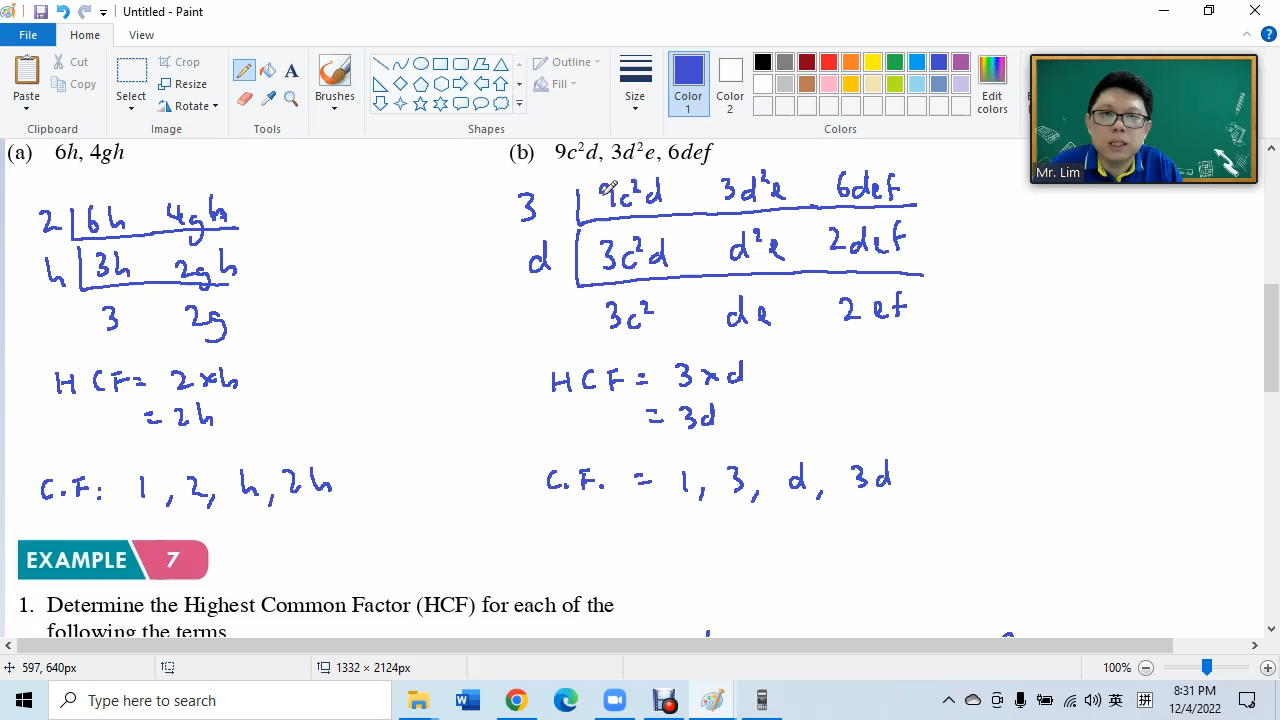 Untitled - Paint
File Home View
Paste Cut Copy Clipboard
Select Crop Resize Rotate Image
Tools
Brushes
Outline Fill Shapes
Size
Color 1 Color 2 Edit colors Colors
Mr. Lim
(a) 6h, 4gh
2 6h 4gh
h 3h 2gh
3 2g
HCF = 2 × h
= 2h
C.F: 1, 2, h, 2h
(b) 9c²d, 3d²e, 6def
3 9c²d 3d²e 6def
d 3c²d d²e 2def
3c² de 2ef
HCF = 3 × d
= 3d
C.F. = 1, 3, d, 3d
EXAMPLE 7
1. Determine the Highest Common Factor (HCF) for each of the
following the terms
597, 640px 1332 × 2124px 100%
Type here to search
英 拼
8:31 PM
12/4/2022